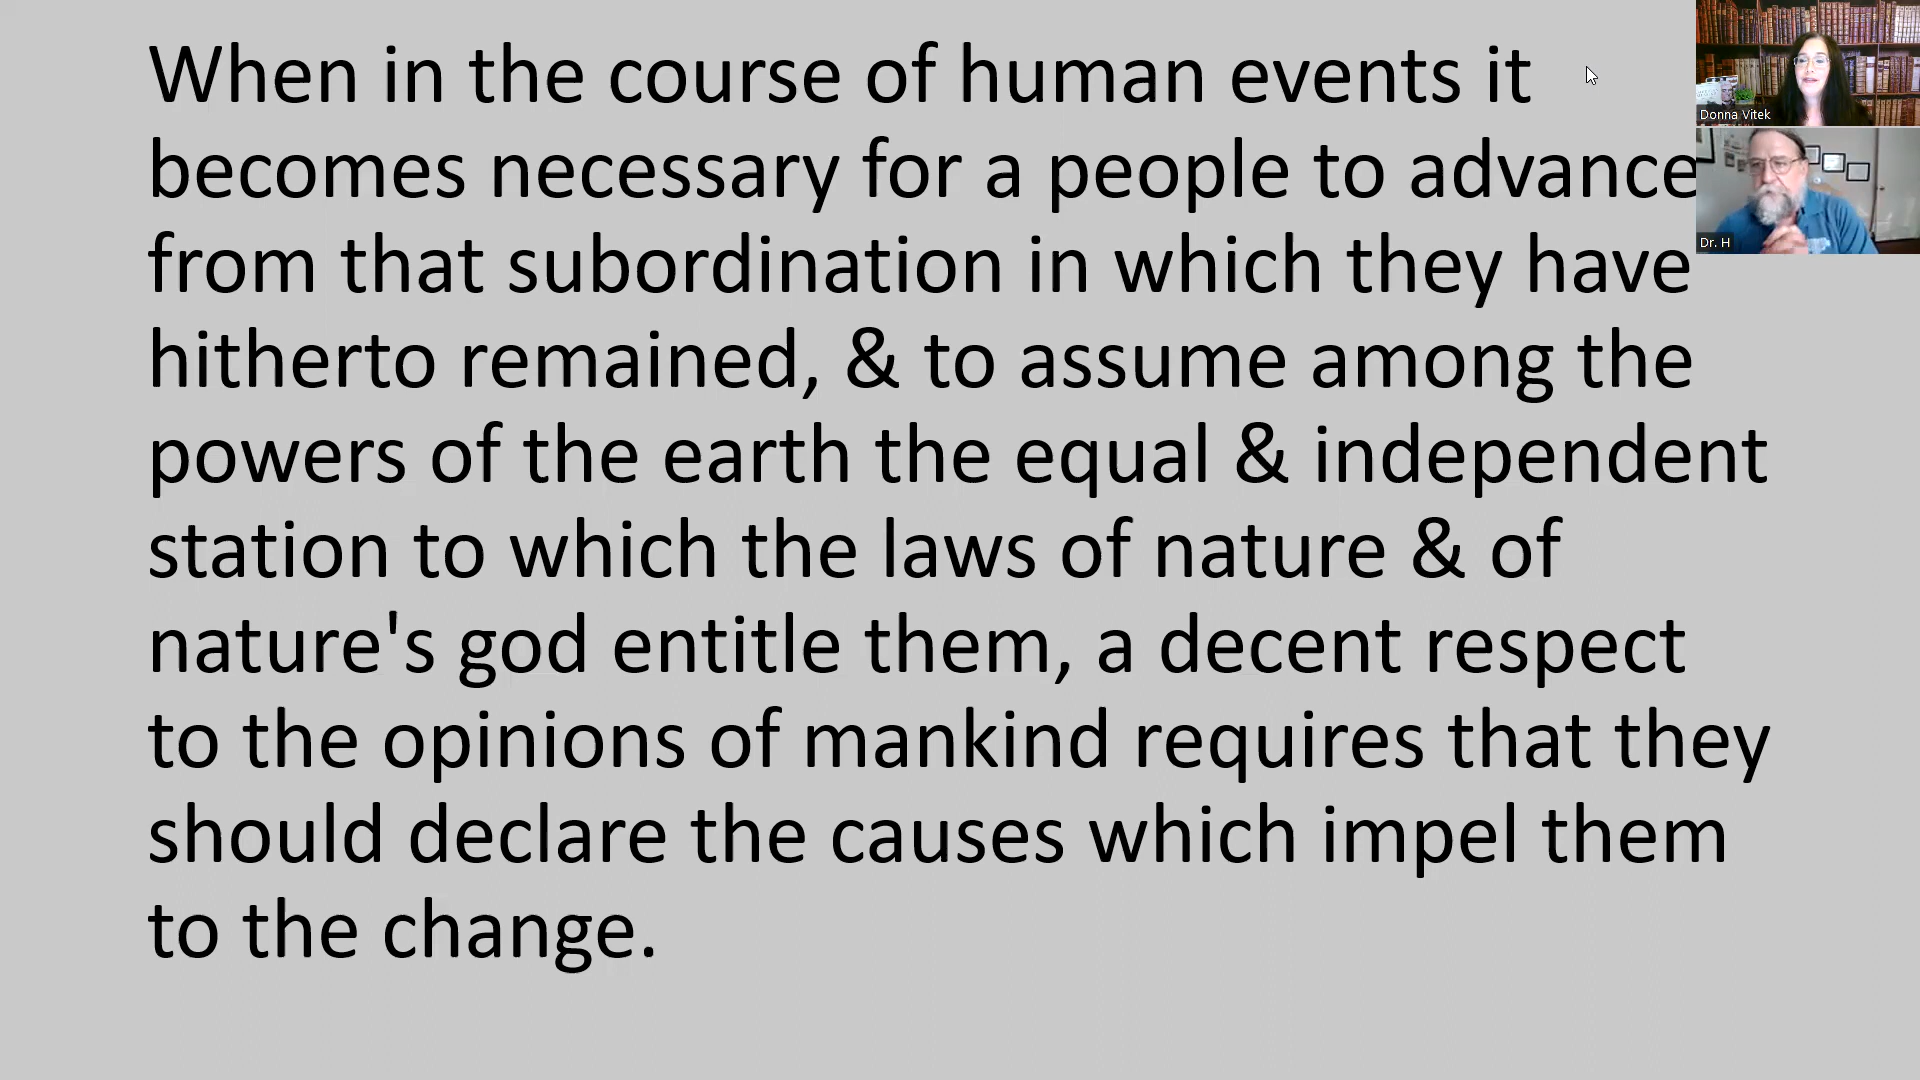 When in the course of human events it
becomes necessary for a people to advance
from that subordination in which they have
hitherto remained, & to assume among the
powers of the earth the equal & independent
station to which the laws of nature & of
nature's god entitle them, a decent respect
to the opinions of mankind requires that they
should declare the causes which impel them
to the change.
Donna Vitek
Dr. H